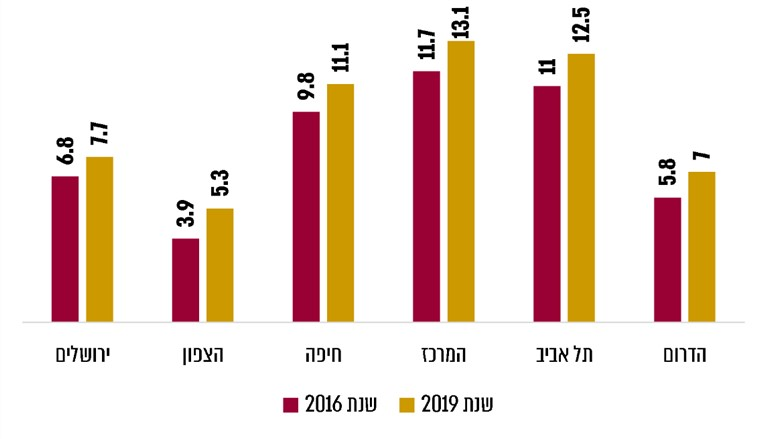 6.8
7.7
3.9
5.3
9.8
11.1
11.7
13.1
11
12.5
5.8
7
ירושלים
הצפון
חיפה
המרכז
תל אביב
הדרום
שנת 2016
שנת 2019